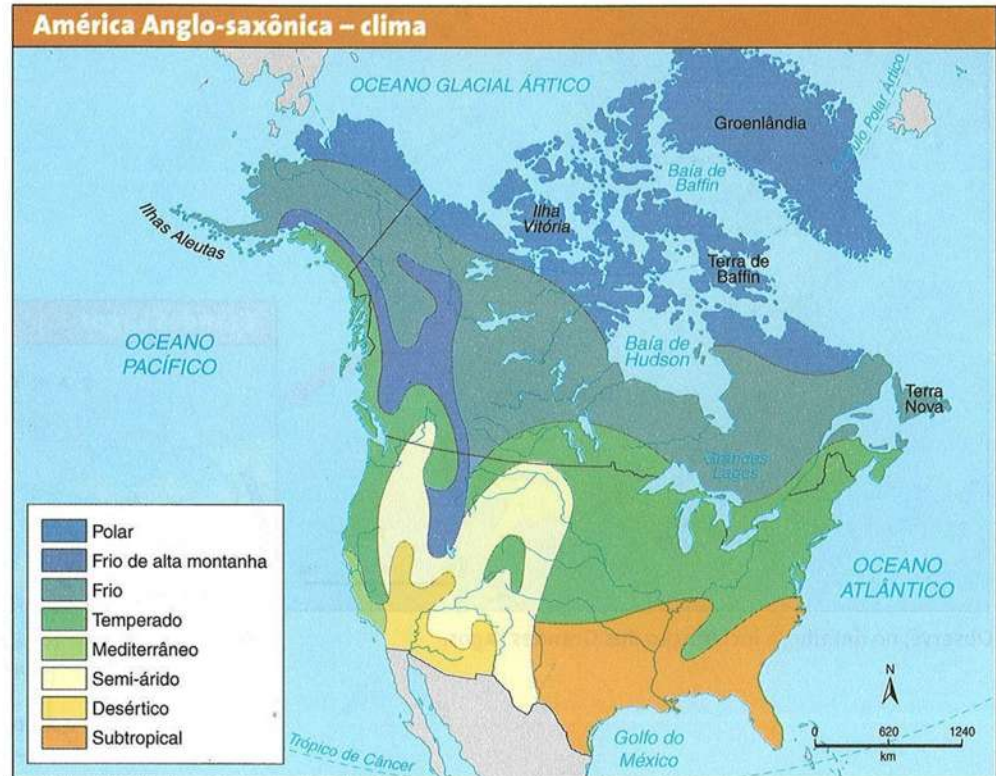 América Anglo-saxônica – clima
OCEANO GLACIAL ÁRTICO
Groenlândia
Círculo Polar Ártico
Baía de
Baffin
Ilha
Vitória
Ilhas Aleutas
Terra de
Baffin
OCEANO
PACÍFICO
Baía de
Hudson
Terra
Nova
Grandes
Lagos
Polar
Frio de alta montanha
Frio
Temperado
Mediterrâneo
Semi-árido
Desértico
Subtropical
OCEANO
ATLÂNTICO
N
0 620 1240
km
Golfo do
México
Trópico de Câncer